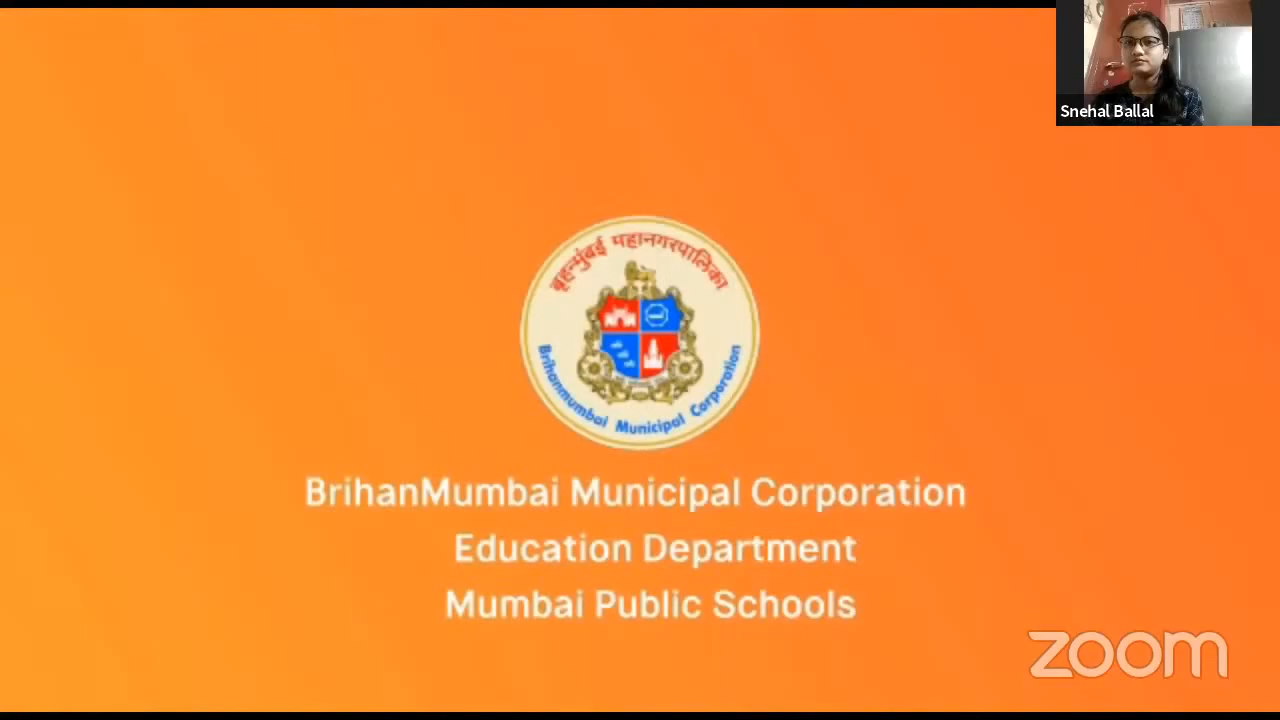 Snehal Ballal
बृहन्मुंबई महानगरपालिका
Brihanmumbai Municipal Corporation
BrihanMumbai Municipal Corporation
Education Department
Mumbai Public Schools
zoom